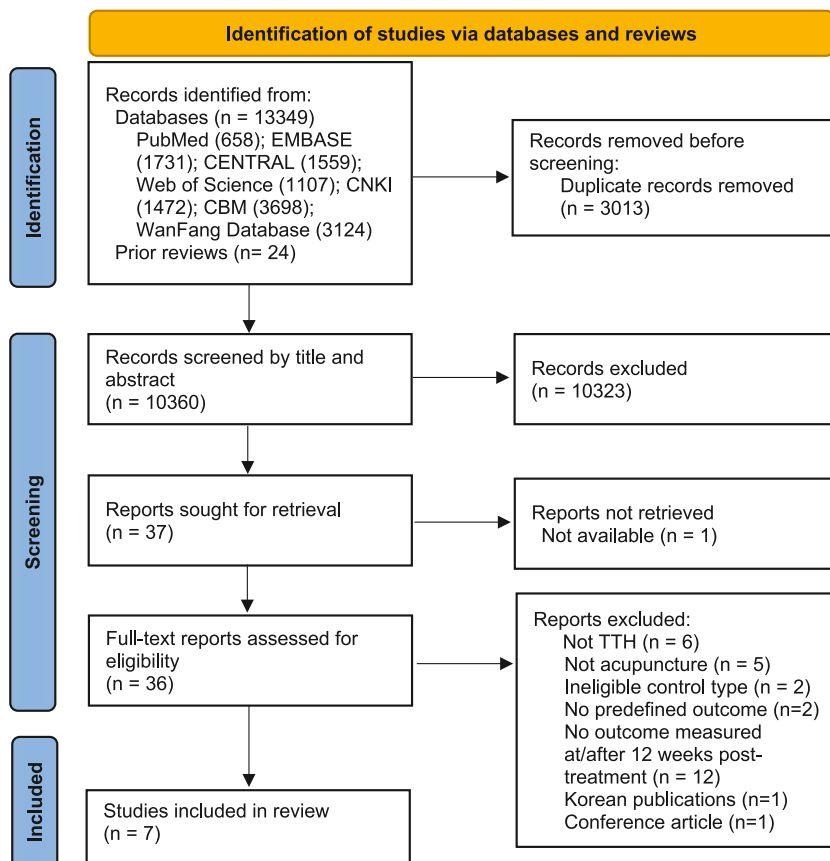 Identification of studies via databases and reviews
Identification
Records identified from:
Databases (n = 13349)
PubMed (658); EMBASE
(1731); CENTRAL (1559);
Web of Science (1107); CNKI
(1472); CBM (3698);
WanFang Database (3124)
Prior reviews (n= 24)
Records removed before
screening:
Duplicate records removed
(n = 3013)
Screening
Records screened by title and
abstract
(n = 10360)
Records excluded
(n = 10323)
Reports sought for retrieval
(n = 37)
Reports not retrieved
Not available (n = 1)
Full-text reports assessed for
eligibility
(n = 36)
Reports excluded:
Not TTH (n = 6)
Not acupuncture (n = 5)
Ineligible control type (n = 2)
No predefined outcome (n=2)
No outcome measured
at/after 12 weeks post-
treatment (n = 12)
Korean publications (n=1)
Conference article (n=1)
Included
Studies included in review
(n = 7)